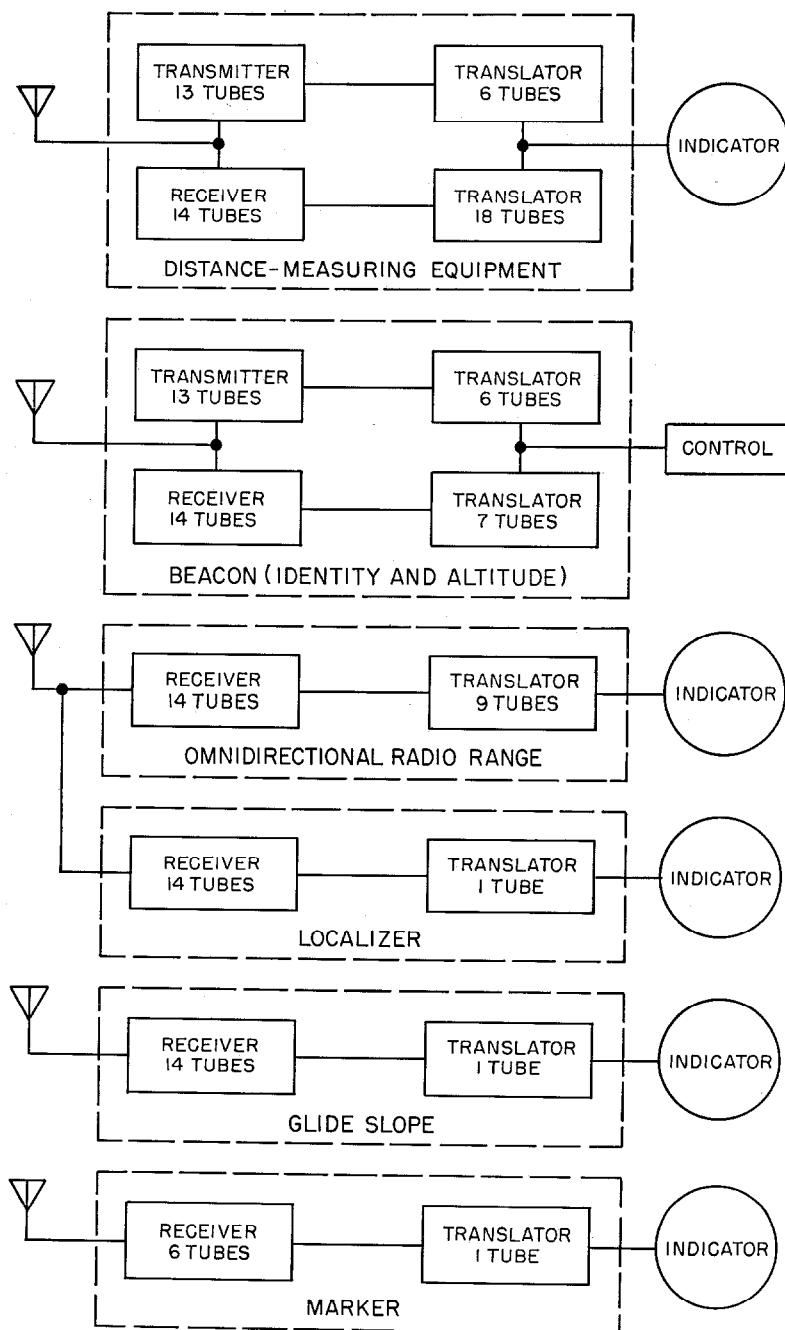 TRANSMITTER
13 TUBES
TRANSLATOR
6 TUBES
INDICATOR
RECEIVER
14 TUBES
TRANSLATOR
18 TUBES
DISTANCE-MEASURING EQUIPMENT
TRANSMITTER
13 TUBES
TRANSLATOR
6 TUBES
CONTROL
RECEIVER
14 TUBES
TRANSLATOR
7 TUBES
BEACON (IDENTITY AND ALTITUDE)
RECEIVER
14 TUBES
TRANSLATOR
9 TUBES
INDICATOR
OMNIDIRECTIONAL RADIO RANGE
RECEIVER
14 TUBES
TRANSLATOR
1 TUBE
INDICATOR
LOCALIZER
RECEIVER
14 TUBES
TRANSLATOR
1 TUBE
INDICATOR
GLIDE SLOPE
RECEIVER
6 TUBES
TRANSLATOR
1 TUBE
INDICATOR
MARKER